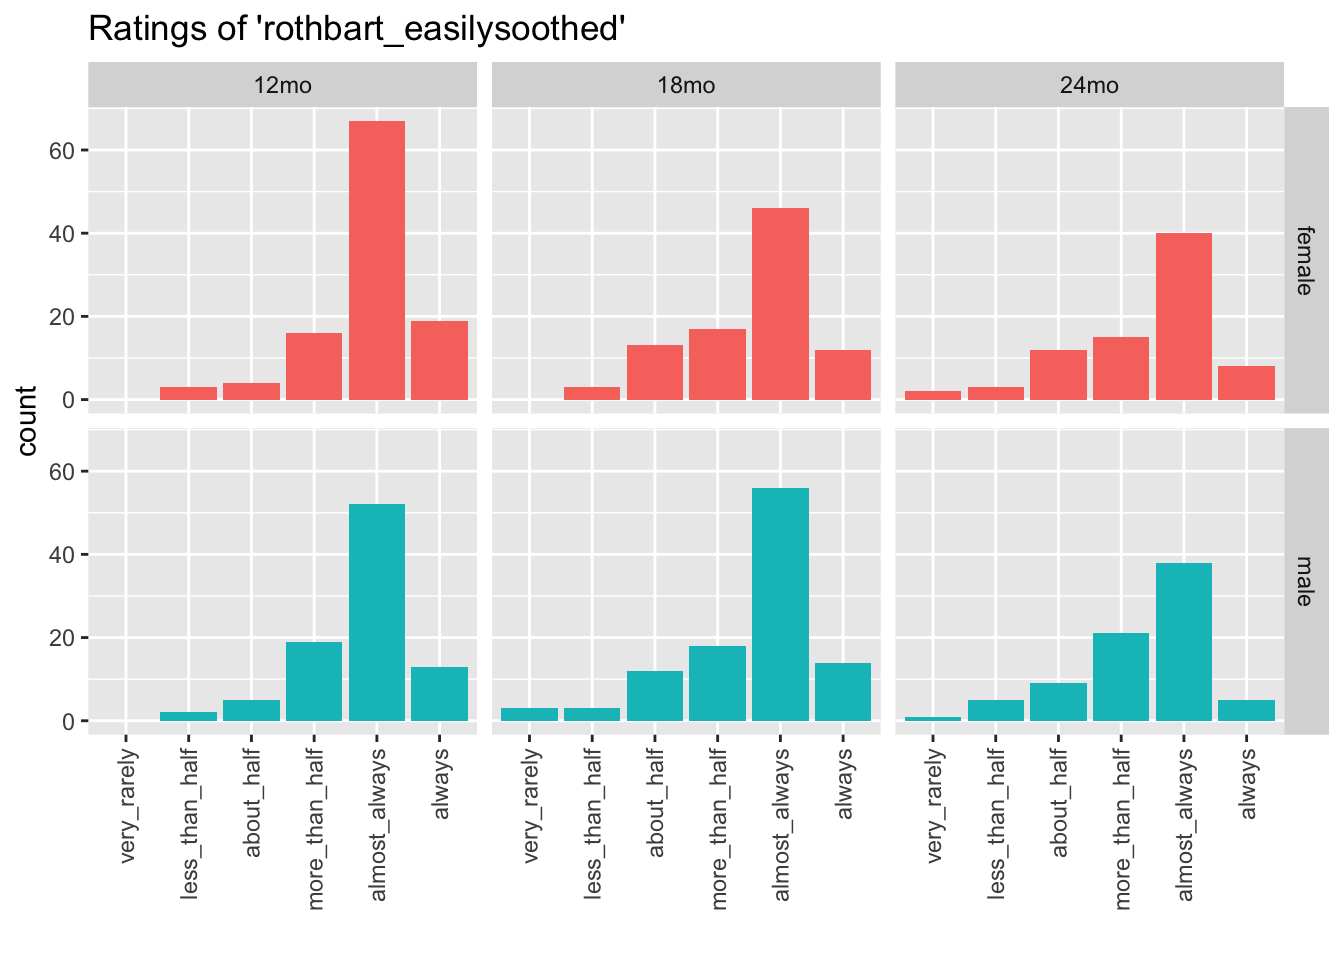 Ratings of 'rothbart_easilysoothed'
12mo 18mo 24mo
60
40
20
0
female
count
60
40
20
0
male
very_rarely less_than_half about_half more_than_half almost_always always very_rarely less_than_half about_half more_than_half almost_always always very_rarely less_than_half about_half more_than_half almost_always always